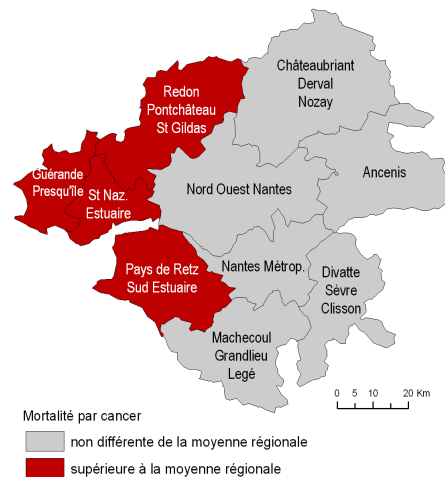 Châteaubriant
Derval
Nozay
Redon
Pontchâteau
St Gildas
Guérande
Presqu'île
St Naz.
Estuaire
Nord Ouest Nantes
Ancenis
Pays de Retz
Sud Estuaire
Nantes Métrop.
Divatte
Sèvre
Clisson
Machecoul
Grandlieu
Legé
0 5 10 20 Km
Mortalité par cancer
non différente de la moyenne régionale
supérieure à la moyenne régionale